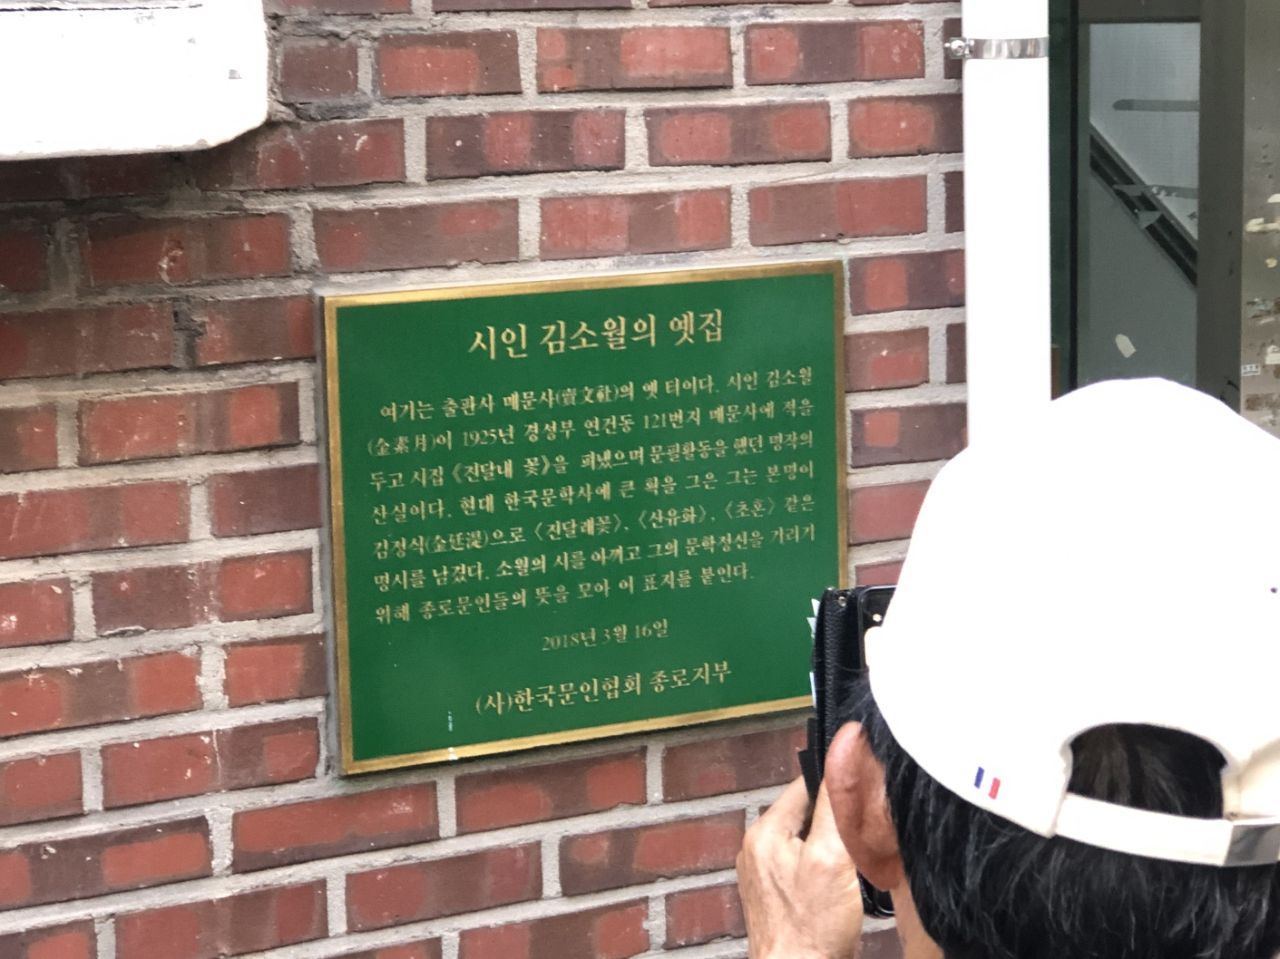 시인 김소월의 옛집
여기는 출판사 매문사(賣文社)의 옛 터이다. 시인 김소월
(金素月)이 1925년 경성부 연건동 121번지 매문사에 적을
두고 시집 《진달내 꽃》을 펴냈으며 문필활동을 했던 명작의
산실이다. 현대 한국문학사에 큰 획을 그은 그는 본명이
김정식(金廷湜)으로 〈진달래꽃〉, 〈산유화〉, 〈초혼〉 같은
명시를 남겼다. 소월의 시를 아끼고 그의 문학정신을 기리기
위해 종로문인들의 뜻을 모아 이 표지를 붙인다.
2018년 3월 16일
(사)한국문인협회 종로지부